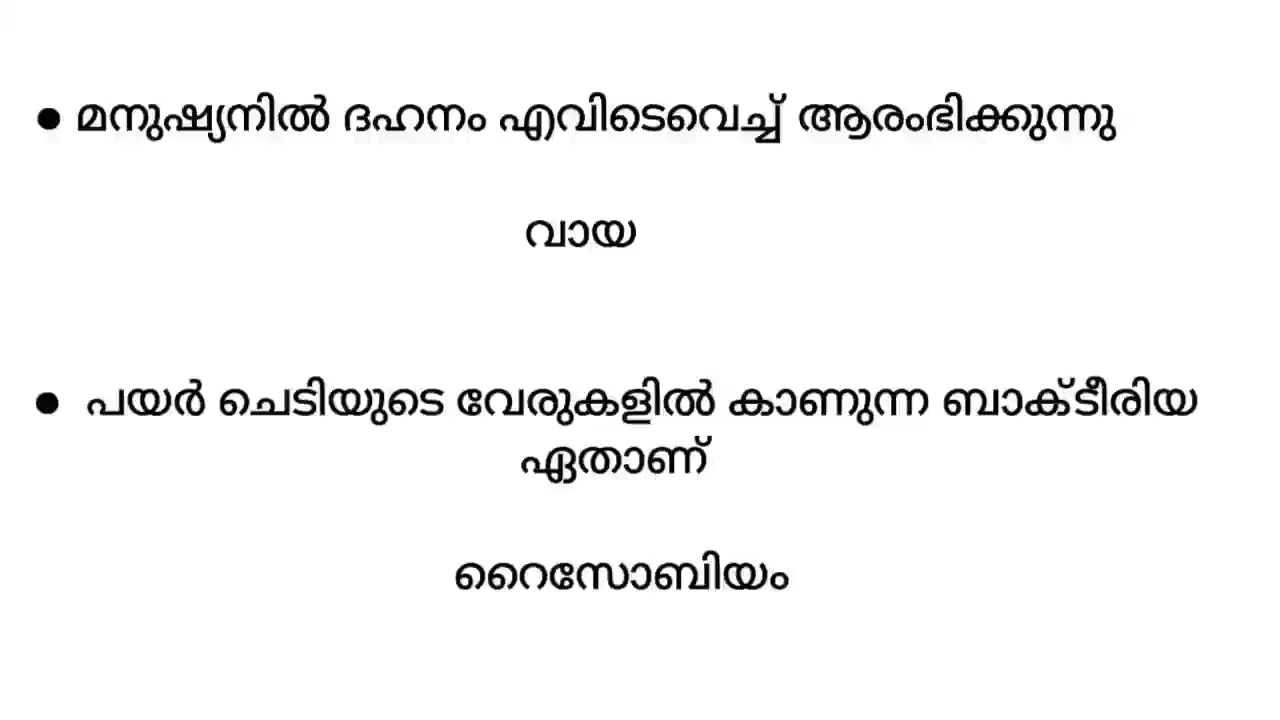 • മനുഷ്യനിൽ ദഹനം എവിടെവെച്ച് ആരംഭിക്കുന്നു
വായ
• പയർ ചെടിയുടെ വേരുകളിൽ കാണുന്ന ബാക്ടീരിയ
ഏതാണ്
റൈസോബിയം